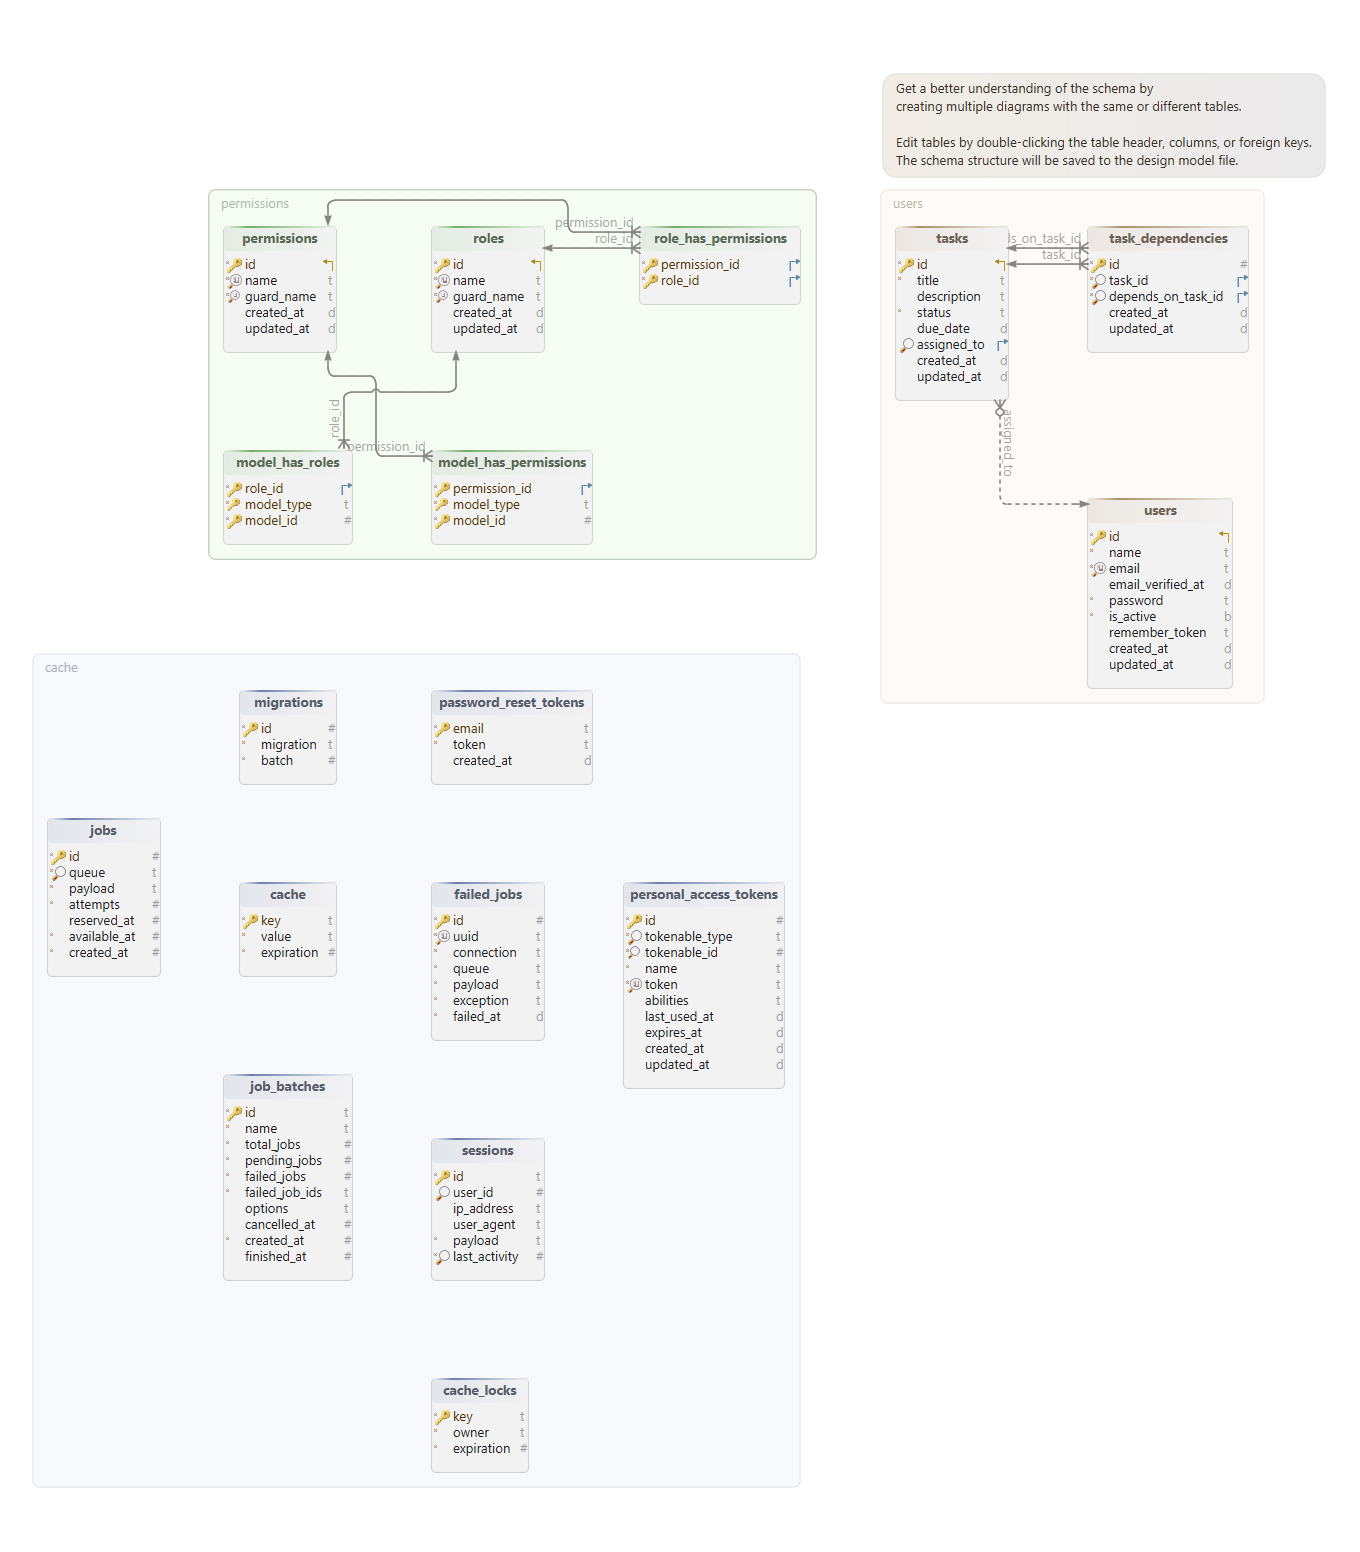 Get a better understanding of the schema by
creating multiple diagrams with the same or different tables.
Edit tables by double-clicking the table header, columns, or foreign keys.
The schema structure will be saved to the design model file.
permissions
permission_id
role_id
permissions
id
name t
guard_name t
created_at d
updated_at d
roles
id
name t
guard_name t
created_at d
updated_at d
role_has_permissions
permission_id
role_id
role_id
permission_id
model_has_roles
role_id
model_type t
model_id #
model_has_permissions
permission_id
model_type t
model_id #
users
ls_on_task_id
task_id
tasks
id
title t
description t
status t
due_date d
assigned_to
created_at d
updated_at d
task_dependencies
id #
task_id
depends_on_task_id
created_at d
updated_at d
assigned_to
users
id
name t
email t
email_verified_at d
password t
is_active b
remember_token t
created_at d
updated_at d
cache
migrations
id #
migration t
batch #
password_reset_tokens
email t
token t
created_at d
jobs
id #
queue t
payload t
attempts #
reserved_at #
available_at #
created_at #
cache
key t
value t
expiration #
failed_jobs
id #
uuid t
connection t
queue t
payload t
exception t
failed_at d
personal_access_tokens
id #
tokenable_type t
tokenable_id #
name t
token t
abilities t
last_used_at d
expires_at d
created_at d
updated_at d
job_batches
id t
name t
total_jobs #
pending_jobs #
failed_jobs #
failed_job_ids t
options t
cancelled_at #
created_at #
finished_at #
sessions
id t
user_id #
ip_address t
user_agent t
payload t
last_activity #
cache_locks
key t
owner t
expiration #